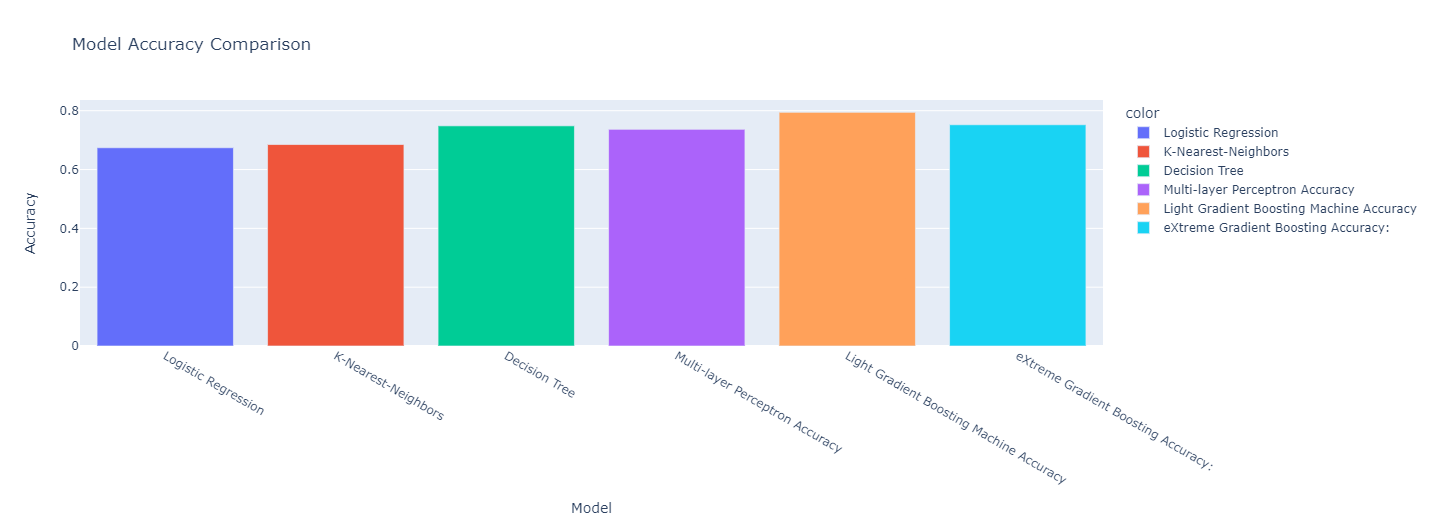 Model Accuracy Comparison
0.8
0.6
0.4
0.2
0
Accuracy
Logistic Regression
K-Nearest-Neighbors
Decision Tree
Multi-layer Perceptron Accuracy
Light Gradient Boosting Machine Accuracy
eXtreme Gradient Boosting Accuracy:
Model
color
Logistic Regression
K-Nearest-Neighbors
Decision Tree
Multi-layer Perceptron Accuracy
Light Gradient Boosting Machine Accuracy
eXtreme Gradient Boosting Accuracy: